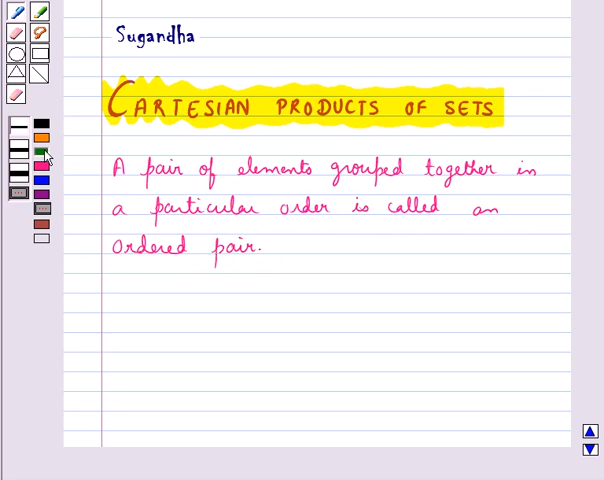 Sugandha
CARTESIAN PRODUCTS OF SETS
A pair of elements grouped together in
a particular order is called an
ordered pair.